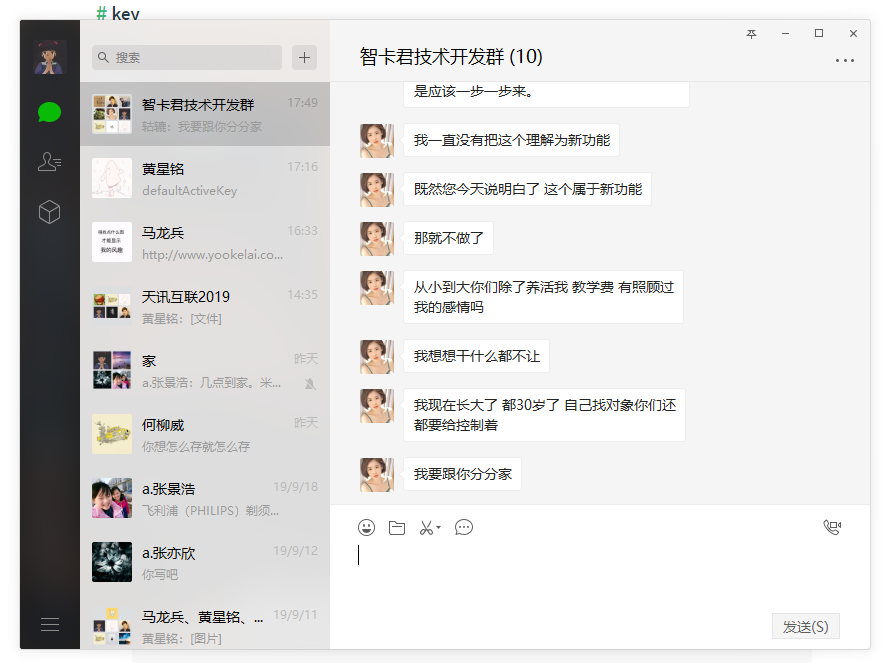 # key
搜索
智卡君技术开发群
17:49
轱辘：我要跟你分分家
黄星铭
17:16
defaultActiveKey
马龙兵
16:33
http://www.yookelai.co...
天讯互联2019
14:35
黄星铭：[文件]
家
昨天
a.张景浩：几点到家。米...
何柳威
昨天
你想怎么存就怎么存
a.张景浩
19/9/18
飞利浦（PHILIPS）剃须...
a.张亦欣
19/9/12
你写吧
马龙兵、黄星铭、...
19/9/11
黄星铭：[图片]
智卡君技术开发群 (10)
是应该一步一步来。
我一直没有把这个理解为新功能
既然您今天说明白了 这个属于新功能
那就不做了
从小到大你们除了养活我 教学费 有照顾过
我的感情吗
我想想干什么都不让
我现在长大了 都30岁了 自己找对象你们还
都要给控制着
我要跟你分分家
发送(S)